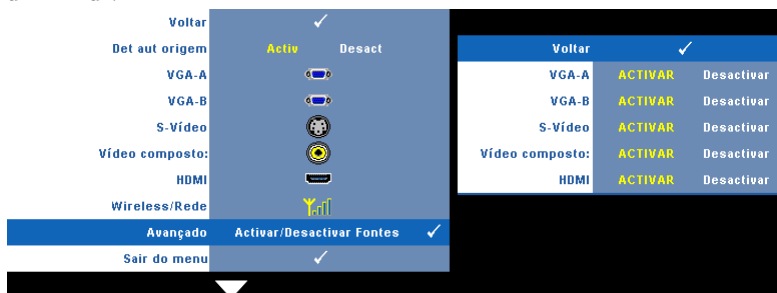 Voltar
Det aut origem Activ Desact
VGA-A
VGA-B
S-Vídeo
Vídeo composto:
HDMI
Wireless/Rede
Avançado Activar/Desactivar Fontes
Sair do menu
Voltar
VGA-A ACTIVAR Desactivar
VGA-B ACTIVAR Desactivar
S-Vídeo ACTIVAR Desactivar
Vídeo composto: ACTIVAR Desactivar
HDMI ACTIVAR Desactivar